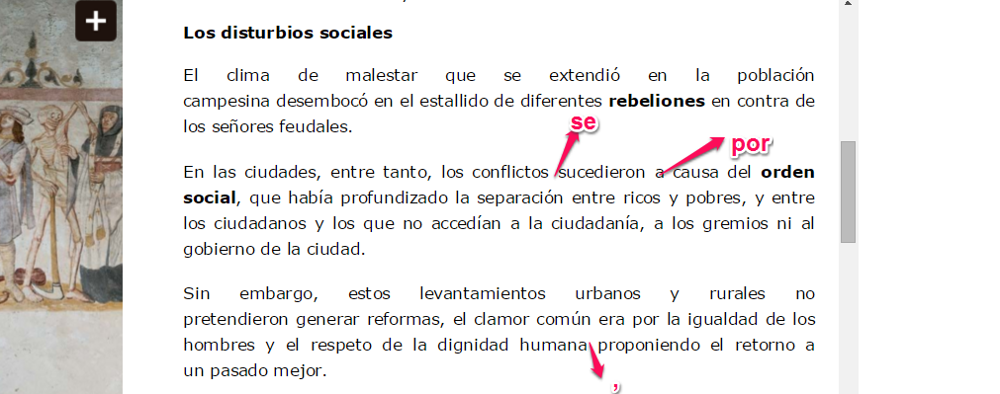 Los disturbios sociales
El clima de malestar que se extendió en la población
campesina desembocó en el estallido de diferentes rebeliones en contra de
los señores feudales.
se
por
En las ciudades, entre tanto, los conflictos sucedieron a causa del orden
social, que había profundizado la separación entre ricos y pobres, y entre
los ciudadanos y los que no accedían a la ciudadanía, a los gremios ni al
gobierno de la ciudad.
Sin embargo, estos levantamientos urbanos y rurales no
pretendieron generar reformas, el clamor común era por la igualdad de los
hombres y el respeto de la dignidad humana proponiendo el retorno a
un pasado mejor.
,